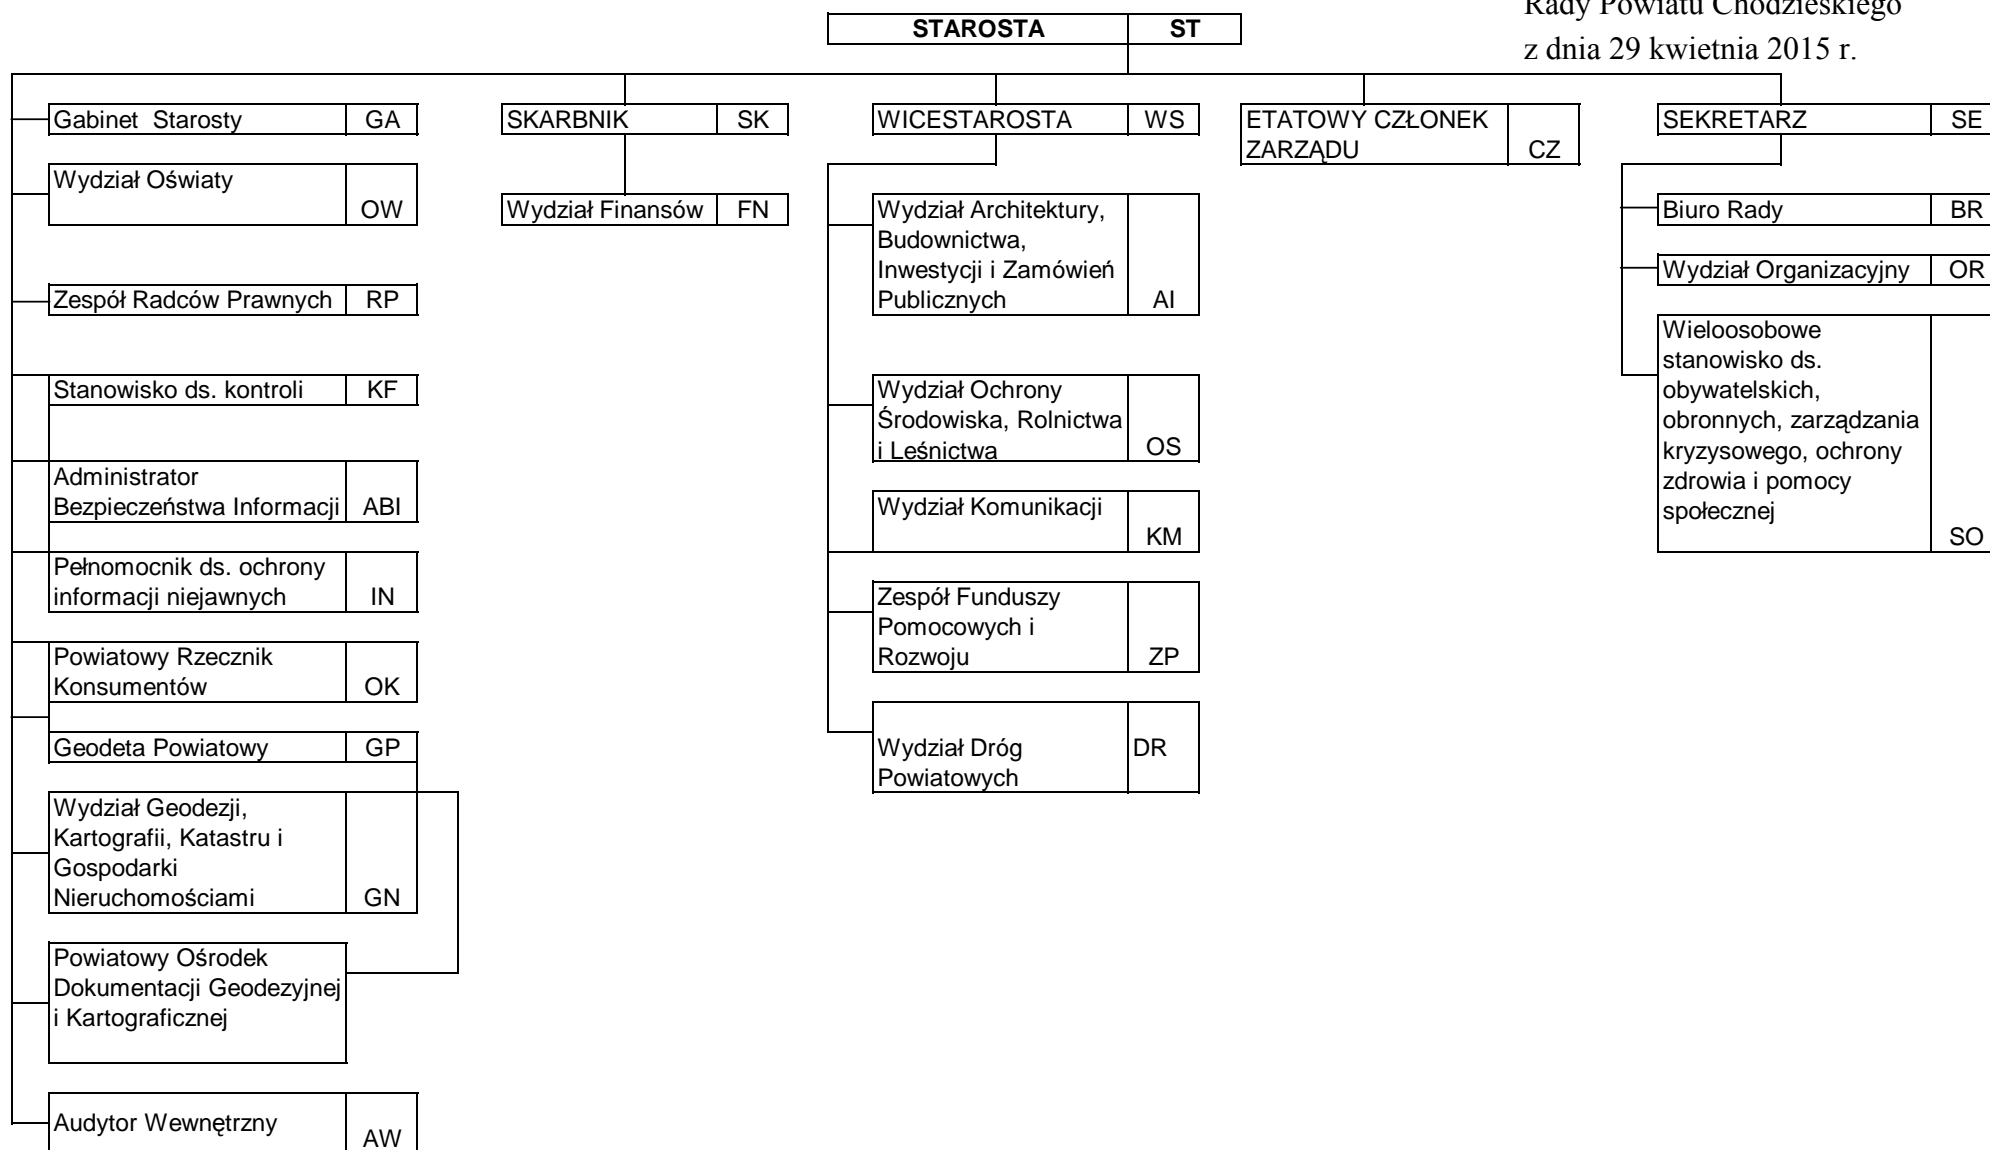 Rady Powiatu Chodzieskiego
z dnia 29 kwietnia 2015 r.
STAROSTA ST
Gabinet Starosty GA
Wydział Oświaty
OW
Zespół Radców Prawnych RP
Stanowisko ds. kontroli KF
Administrator
Bezpieczeństwa Informacji ABI
Pełnomocnik ds. ochrony
informacji niejawnych IN
Powiatowy Rzecznik
Konsumentów OK
Geodeta Powiatowy GP
Wydział Geodezji,
Kartografii, Katastru i
Gospodarki
Nieruchomościami GN
Powiatowy Ośrodek
Dokumentacji Geodezyjnej
i Kartograficznej
Audytor Wewnętrzny
AW
SKARBNIK SK
Wydział Finansów FN
WICESTAROSTA WS
Wydział Architektury,
Budownictwa,
Inwestycji i Zamówień
Publicznych AI
Wydział Ochrony
Środowiska, Rolnictwa
i Leśnictwa OS
Wydział Komunikacji
KM
Zespół Funduszy
Pomocowych i
Rozwoju ZP
Wydział Dróg DR
Powiatowych
ETATOWY CZŁONEK
ZARZĄDU CZ
SEKRETARZ SE
Biuro Rady BR
Wydział Organizacyjny OR
Wieloosobowe
stanowisko ds.
obywatelskich,
obronnych, zarządzania
kryzysowego, ochrony
zdrowia i pomocy
społecznej
SO